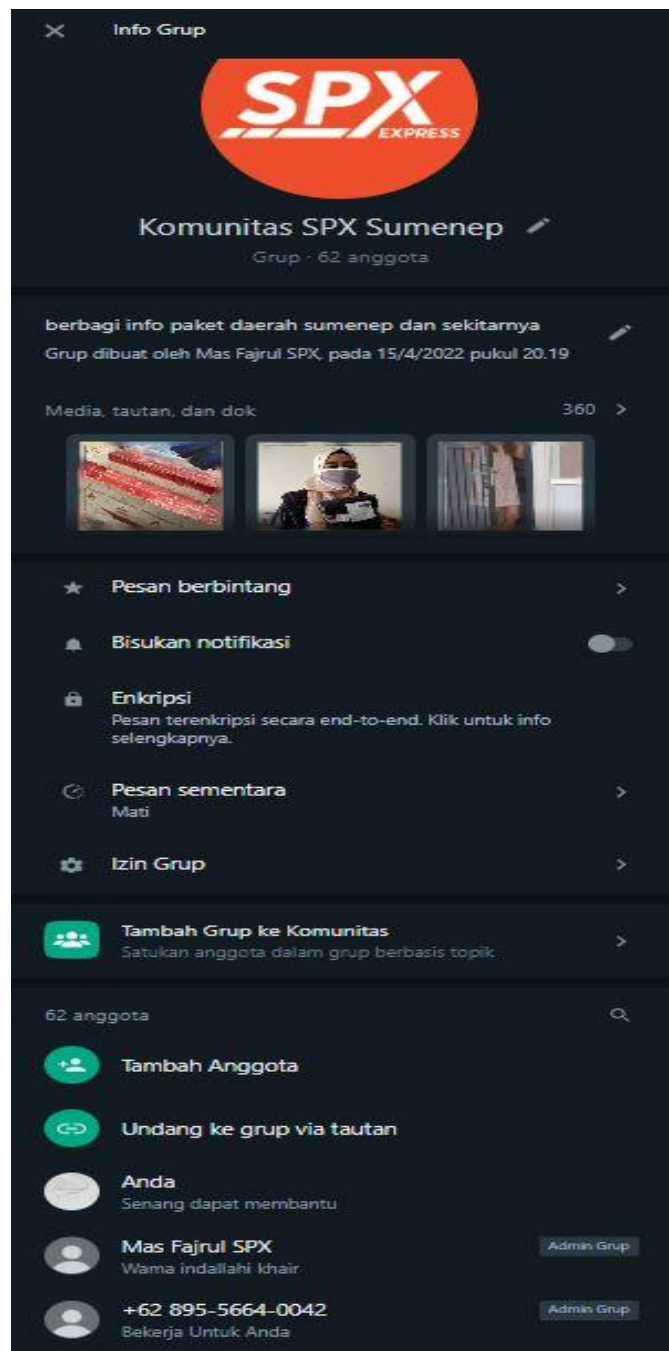 Info Grup
SPX
EXPRESS
Komunitas SPX Sumenep
Grup · 62 anggota
berbagi info paket daerah sumenep dan sekitarnya
Grup dibuat oleh Mas Fajrul SPX, pada 15/4/2022 pukul 20.19
Media, tautan, dan dok 360
Pesan berbintang
Bisukan notifikasi
Enkripsi
Pesan terenkripsi secara end-to-end. Klik untuk info
selengkapnya.
Pesan sementara
Mati
Izin Grup
Tambah Grup ke Komunitas
Satukan anggota dalam grup berbasis topik
62 anggota
Tambah Anggota
Undang ke grup via tautan
Anda
Senang dapat membantu
Mas Fajrul SPX Admin Grup
Wama indallahi khair
+62 895-5664-0042 Admin Grup
Bekerja Untuk Anda